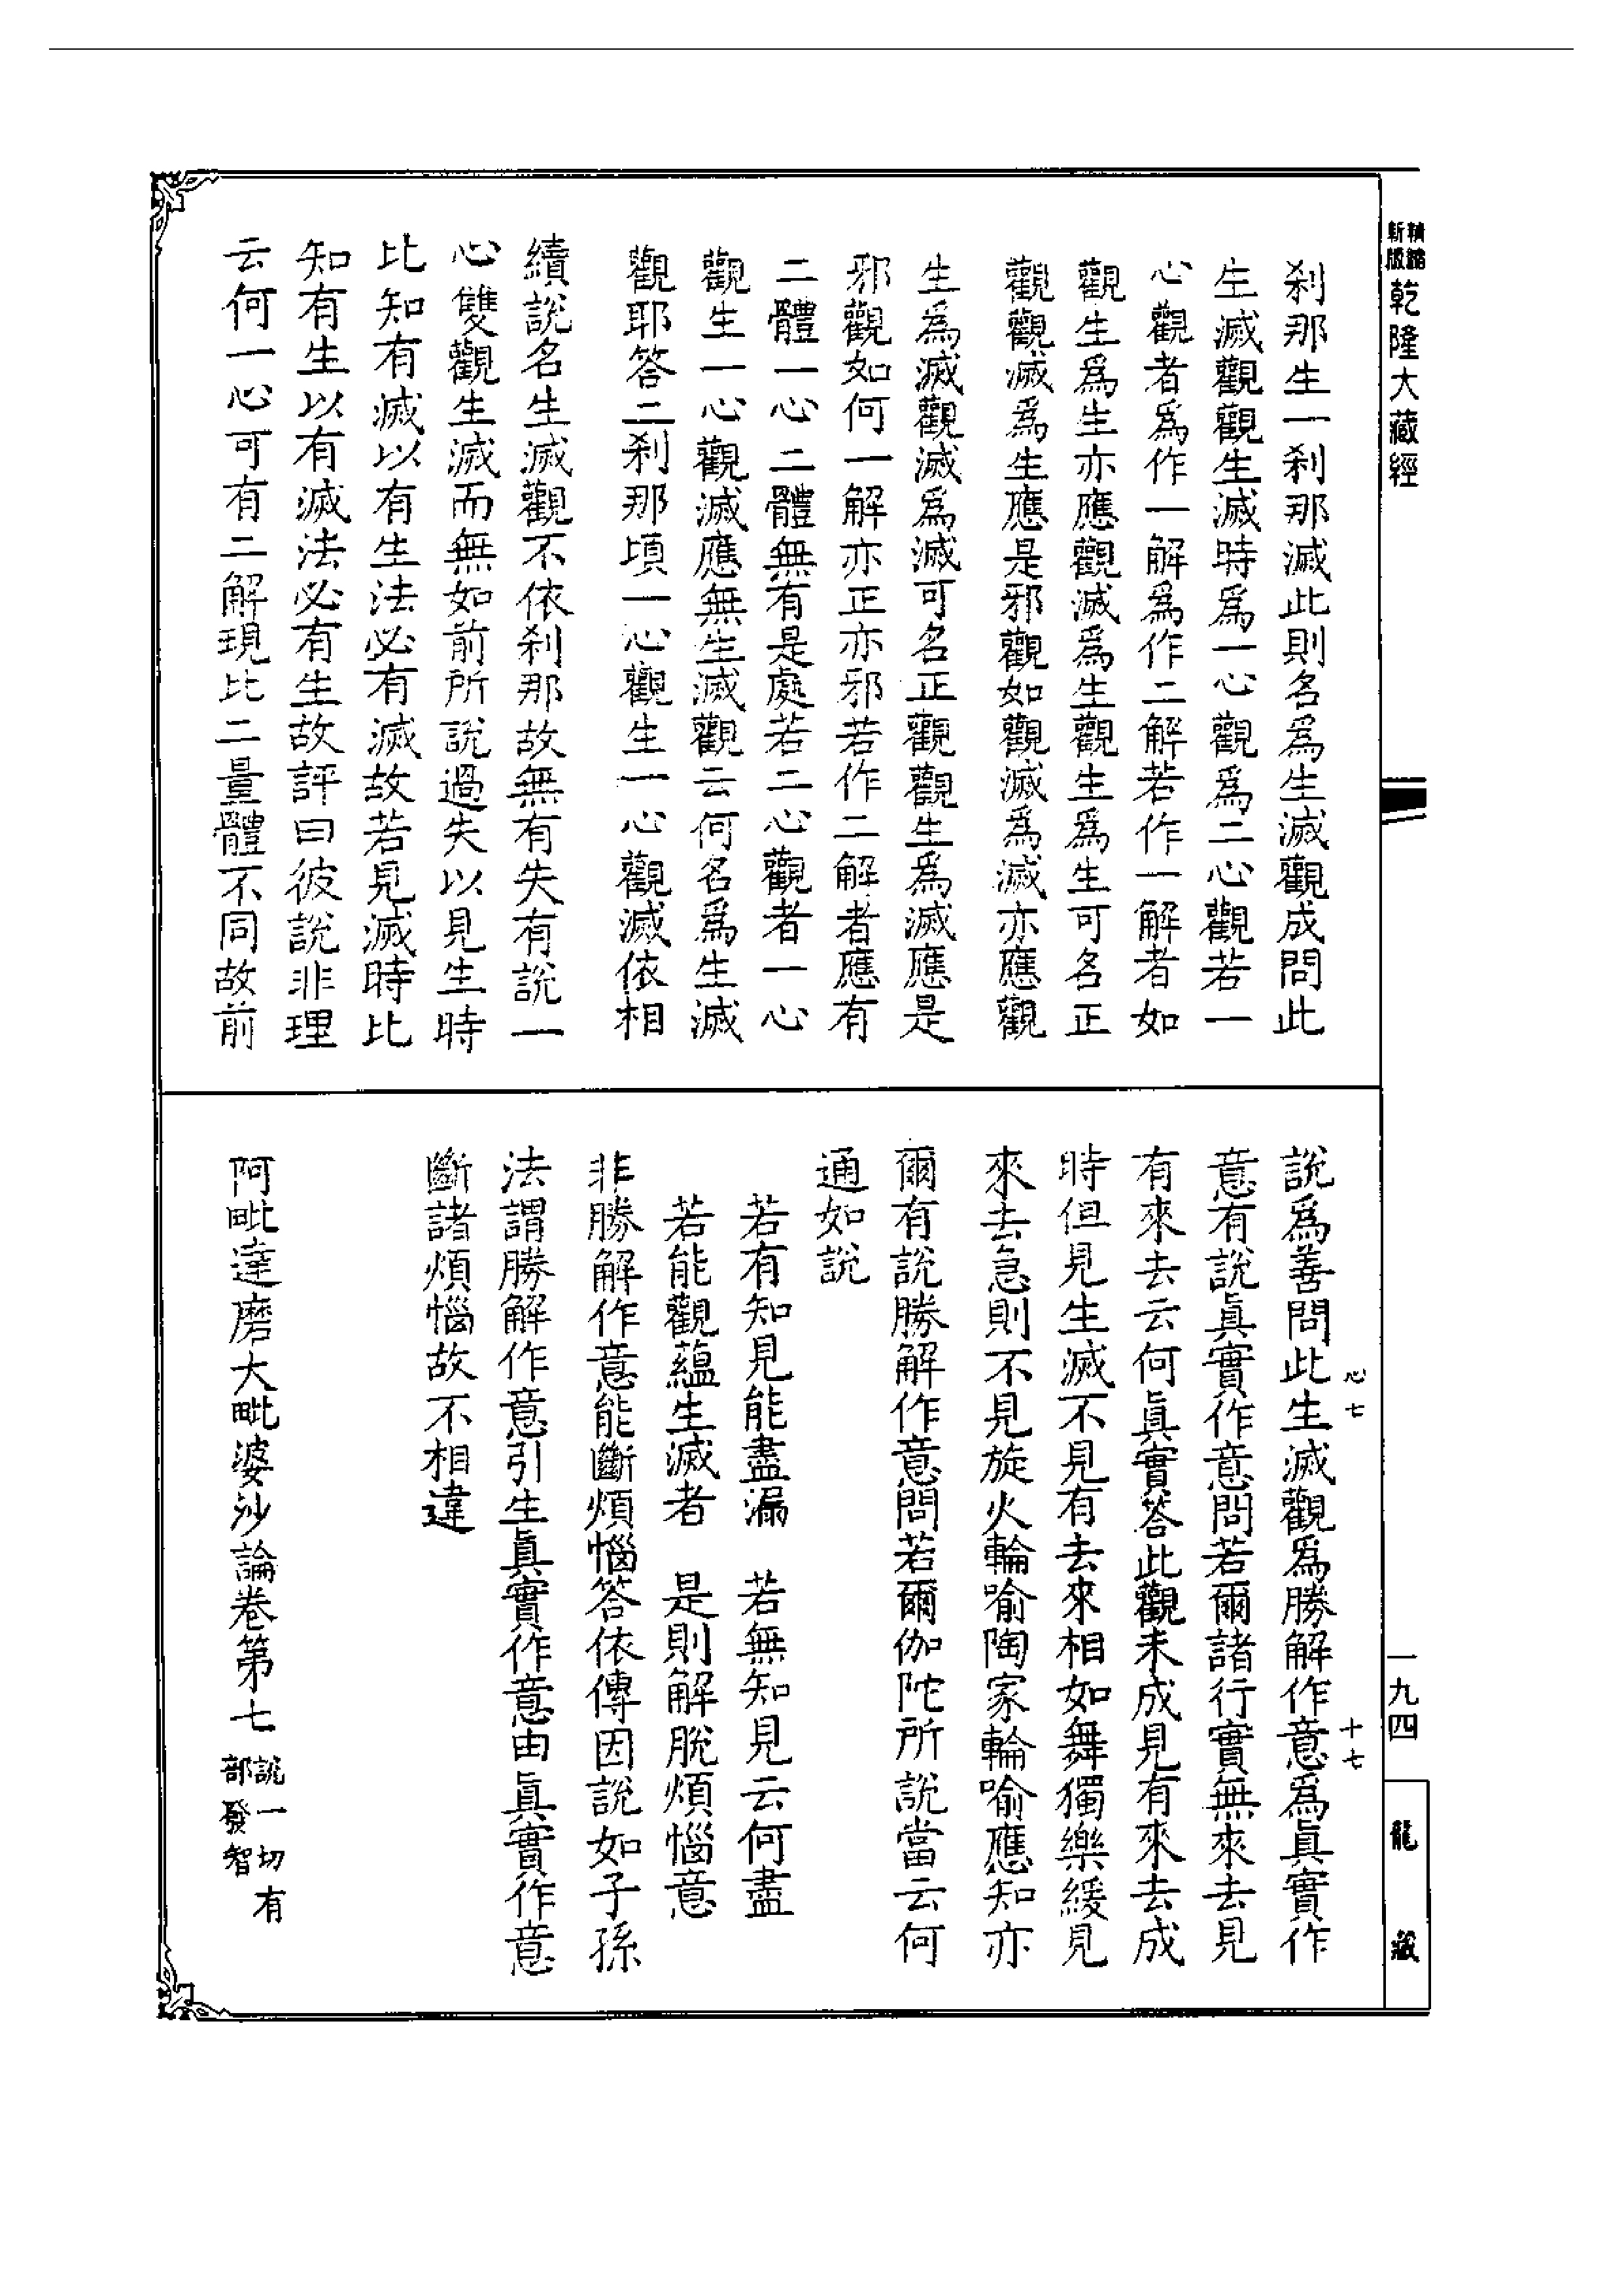 精縮新版乾隆大藏經
刹那生一刹那滅此則名爲生滅觀成問此
生滅觀觀生滅時爲一心觀爲二心觀若一
心觀者爲作一解爲作二解若作一解者如
觀生爲生亦應觀滅爲生觀生爲生可名正
觀觀滅爲生應是邪觀如觀滅爲滅亦應觀
生爲滅觀滅爲滅可名正觀觀生爲滅應是
邪觀如何一解亦正亦邪若作二解者應有
二體一心二體無有是處若二心觀者一心
觀生一心觀滅應無生滅觀云何名爲生滅
觀耶答二刹那頃一心觀生一心觀滅依相
續說名生滅觀不依刹那故無有失有說一
心雙觀生滅而無如前所說過失以見生時
比知有滅以有生法必有滅故若見滅時比
知有生以有滅法必有生故評曰彼說非理
云何一心可有二解現比二量體不同故前
說爲善問此生滅觀爲勝解作意爲眞實作
意有說眞實作意問若爾諸行實無來去見
有來去云何眞實答此觀未成見有來去成
時但見生滅不見有去來相如舞獨樂緩見
來去急則不見旋火輪喻陶家輪喻應知亦
爾有說勝解作意問若爾伽陀所說當云何
通如說
若有知見能盡漏　若無知見云何盡
若能觀蘊生滅者　是則解脫煩惱意
非勝解作意能斷煩惱答依傳因說如子孫
法謂勝解作意引生眞實作意由眞實作意
斷諸煩惱故不相違
阿毗達磨大毗婆沙論卷第七 說一切有部發智
心七
十七
一九四
龍藏